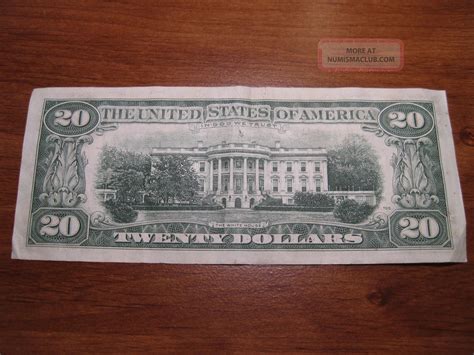 MORE AT
NUMISMACLUB.COM
20 THE UNITED STATES OF AMERICA 20
IN GOD WE TRUST
THE WHITE HOUSE
20 TWENTY DOLLARS 20